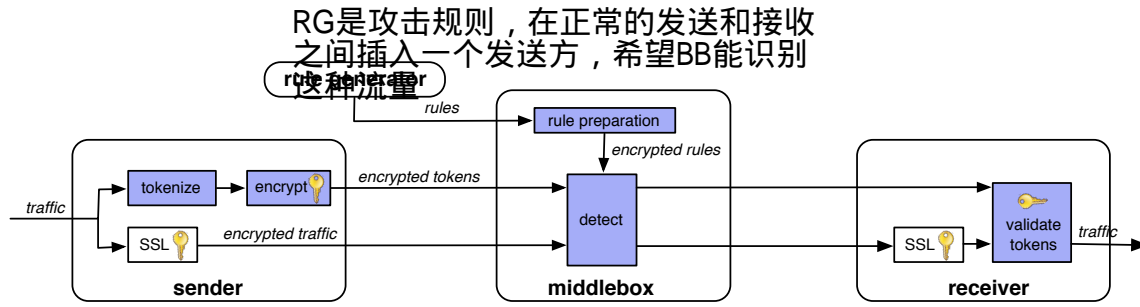 RG是攻击规则，在正常的发送和接收
之间插入一个发送方，希望BB能识别
这种流量
rule generator
rules
rule preparation
encrypted rules
tokenize
encrypt
encrypted tokens
traffic
detect
validate
tokens
SSL
encrypted traffic
SSL
traffic
sender
middlebox
receiver